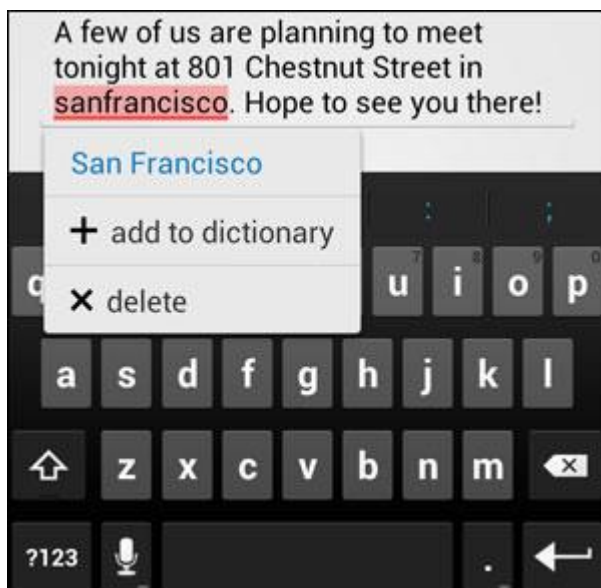 A few of us are planning to meet
tonight at 801 Chestnut Street in
sanfrancisco. Hope to see you there!
San Francisco
+ add to dictionary
× delete
: ;
q u 7 i 8 o 9 p 0
a s d f g h j k l
z x c v b n m
?123 .